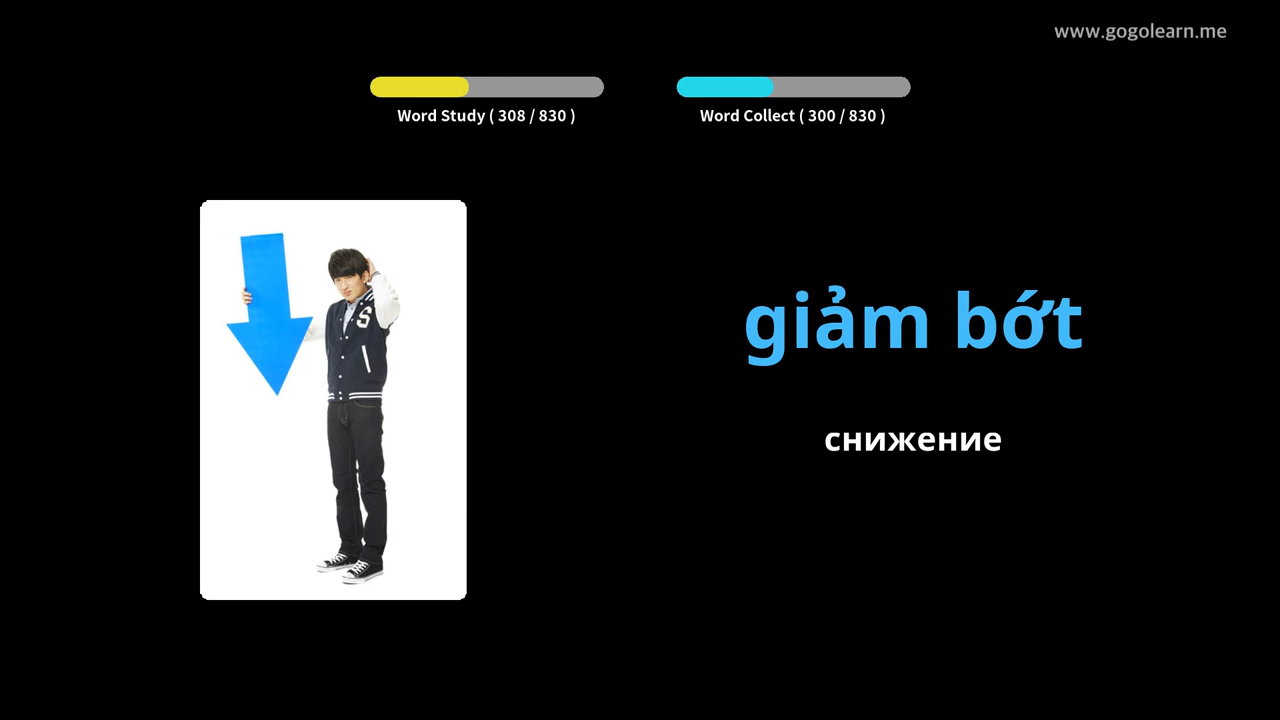 www.gogolearn.me
Word Study ( 308 / 830 )
Word Collect ( 300 / 830 )
S
giảm bớt
снижение